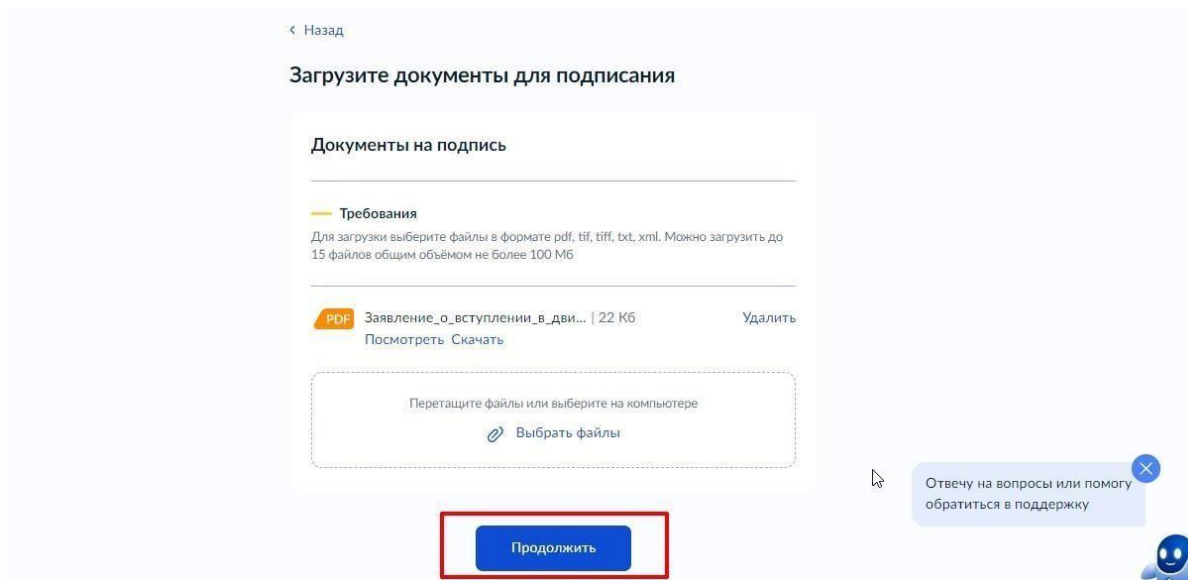 Назад
Загрузите документы для подписания
Документы на подпись
Требования
Для загрузки выберите файлы в формате pdf, tif, tiff, txt, xml. Можно загрузить до
15 файлов общим объёмом не более 100 Мб
PDF Заявление_о_вступлении_в_дви... | 22 Кб Удалить
Посмотреть Скачать
Перетащите файлы или выберите на компьютере
Выбрать файлы
Отвечу на вопросы или помогу
обратиться в поддержку
Продолжить